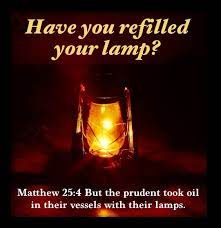 Have you refilled
your lamp?
Matthew 25:4 But the prudent took oil
in their vessels with their lamps.